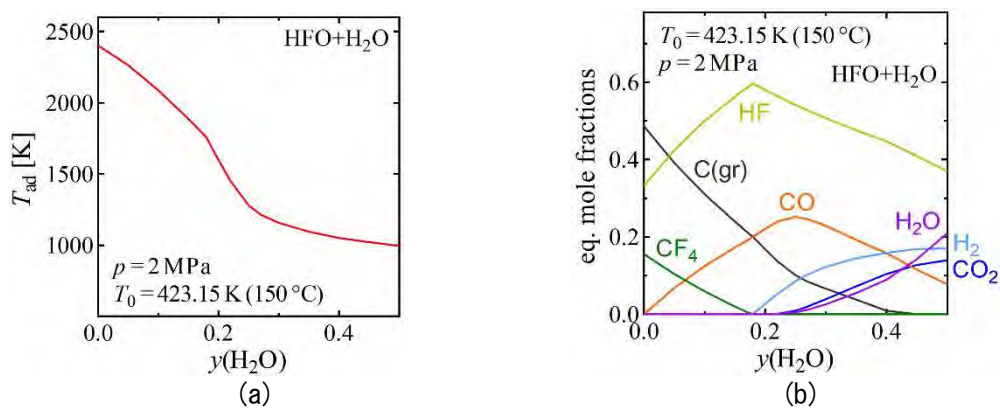 2500
2000
1500
1000
T_ad [K]
HFO+H₂O
p = 2 MPa
T₀ = 423.15 K (150 °C)
0.0 0.2 0.4
y(H₂O)
(a)
0.6
0.4
0.2
0.0
eq. mole fractions
T₀ = 423.15 K (150 °C)
p = 2 MPa
HFO+H₂O
HF
C(gr)
CO
CF₄
H₂O
H₂
CO₂
0.0 0.2 0.4
y(H₂O)
(b)